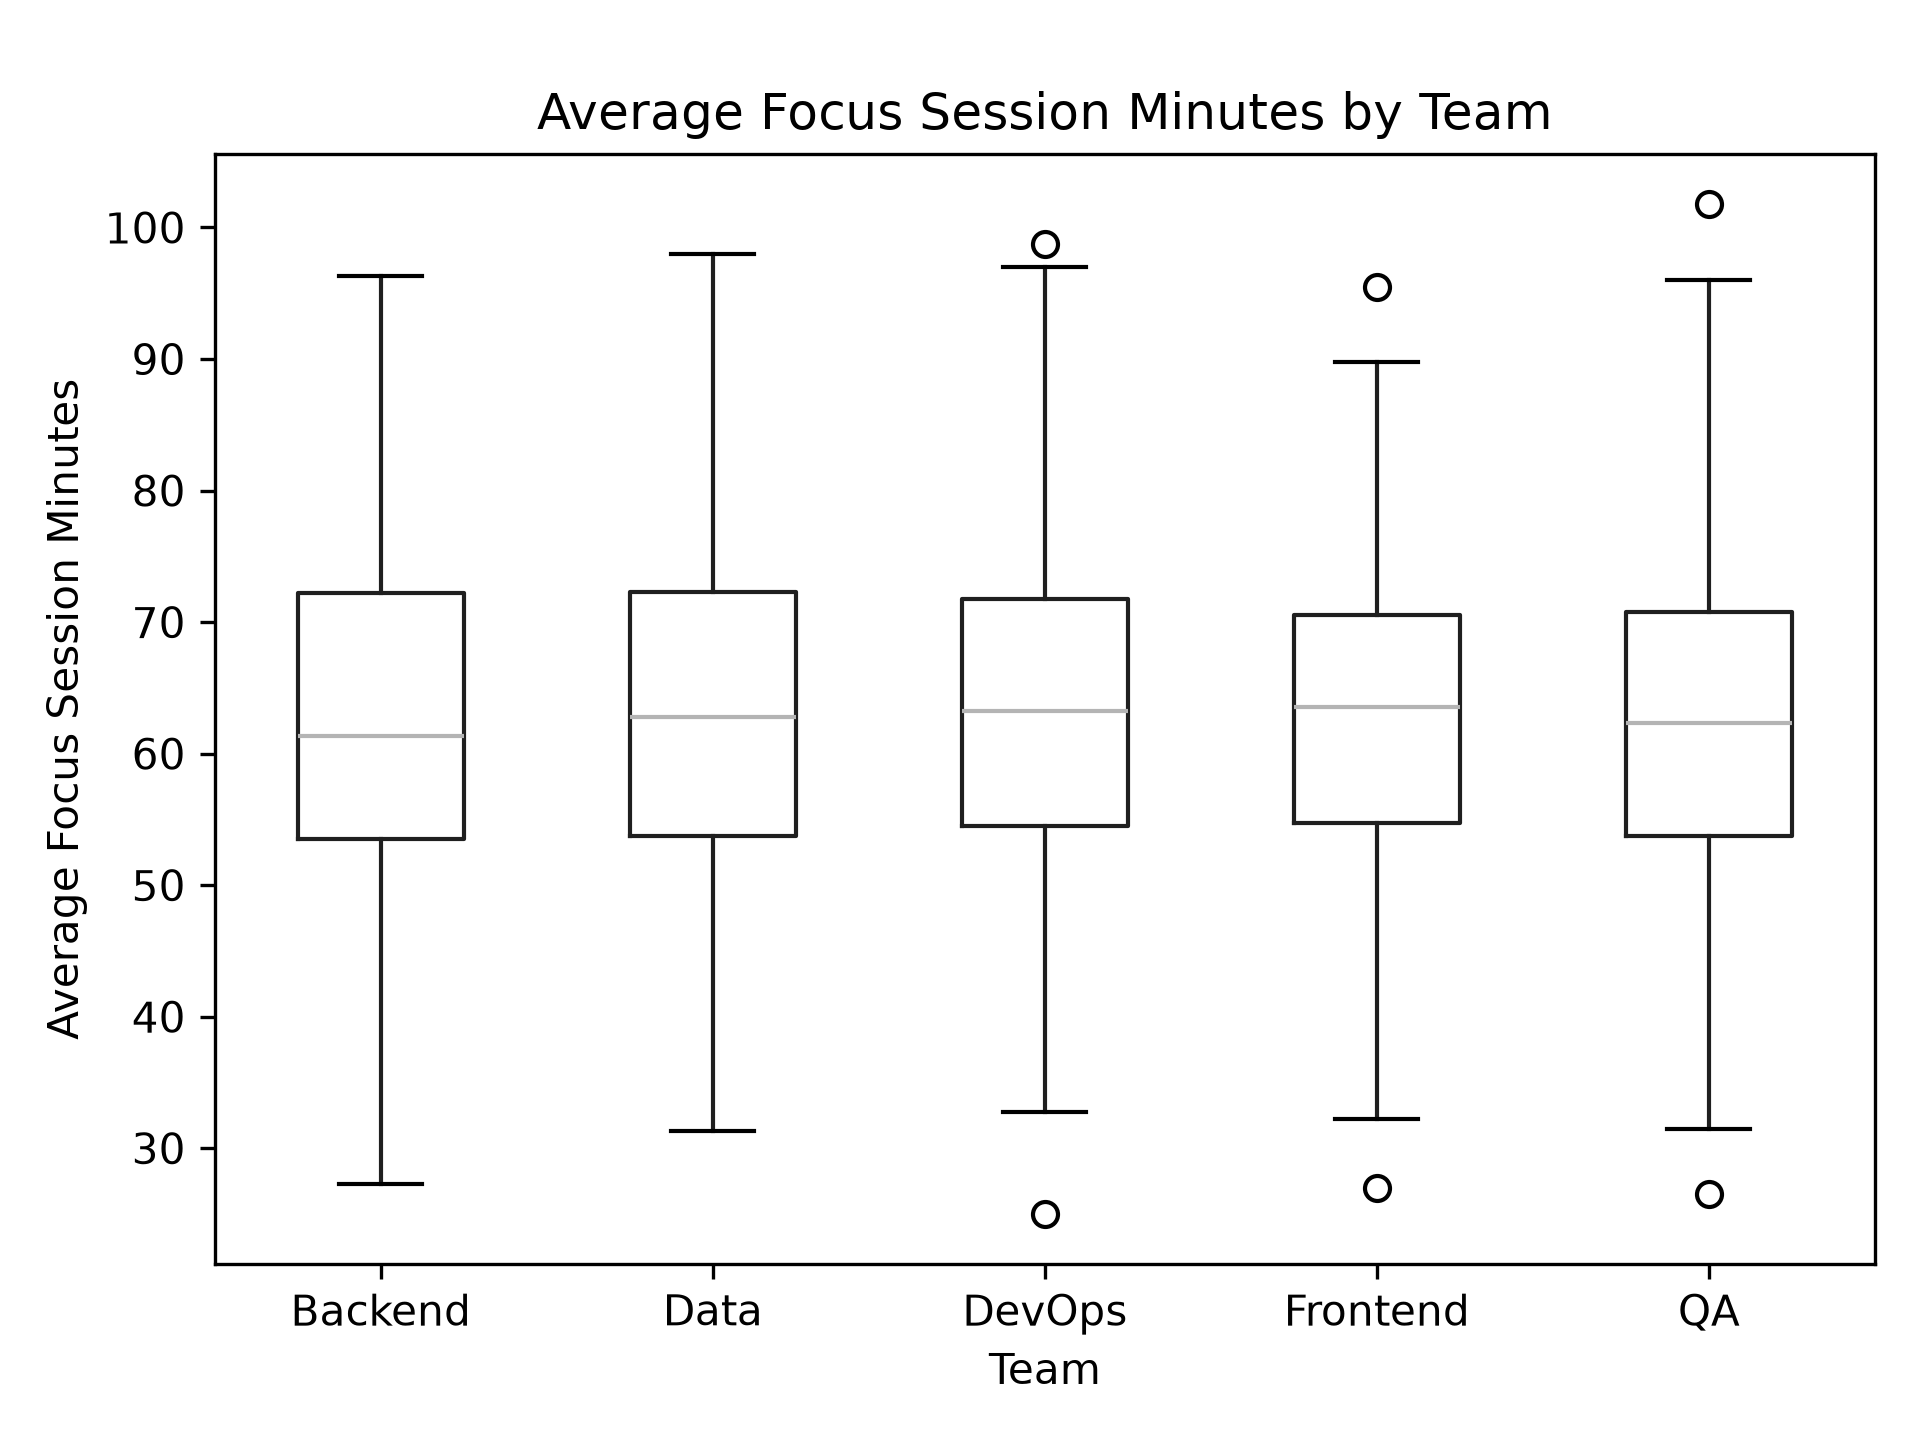 Average Focus Session Minutes by Team
Average Focus Session Minutes
100
90
80
70
60
50
40
30
Backend Data DevOps Frontend QA
Team